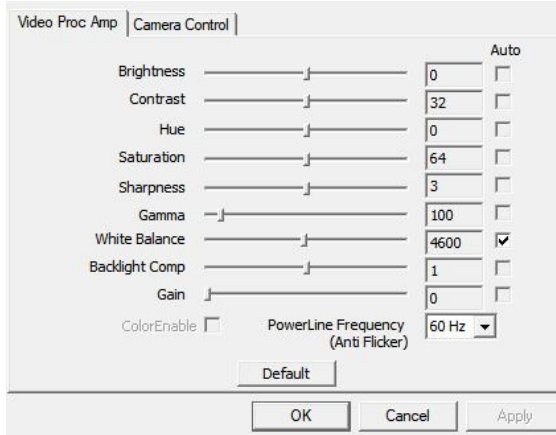 Video Proc Amp Camera Control
Auto
Brightness 0
Contrast 32
Hue 0
Saturation 64
Sharpness 3
Gamma 100
White Balance 4600
Backlight Comp 1
Gain 0
ColorEnable PowerLine Frequency 60 Hz
(Anti Flicker)
Default
OK Cancel Apply